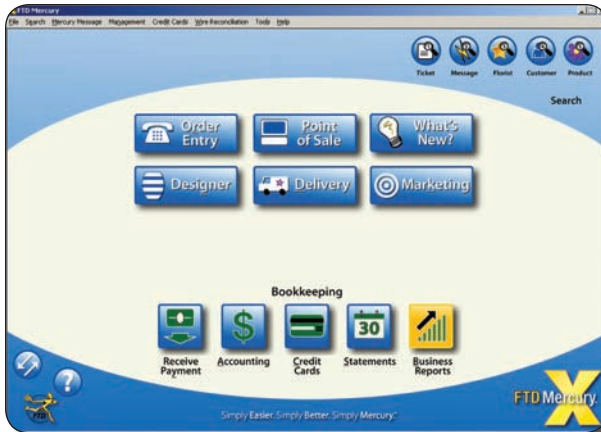 FTD Mercury
File Search Mercury Message Management Credit Cards Wire Reconciliation Tools Help
Ticket Message Florist Customer Product
Search
Order Entry
Point of Sale
What's New?
Designer
Delivery
Marketing
Bookkeeping
30
Receive Payment
Accounting
Credit Cards
Statements
Business Reports
?
FTD
Simply Easier. Simply Better. Simply Mercury.™
FTD Mercury.
X